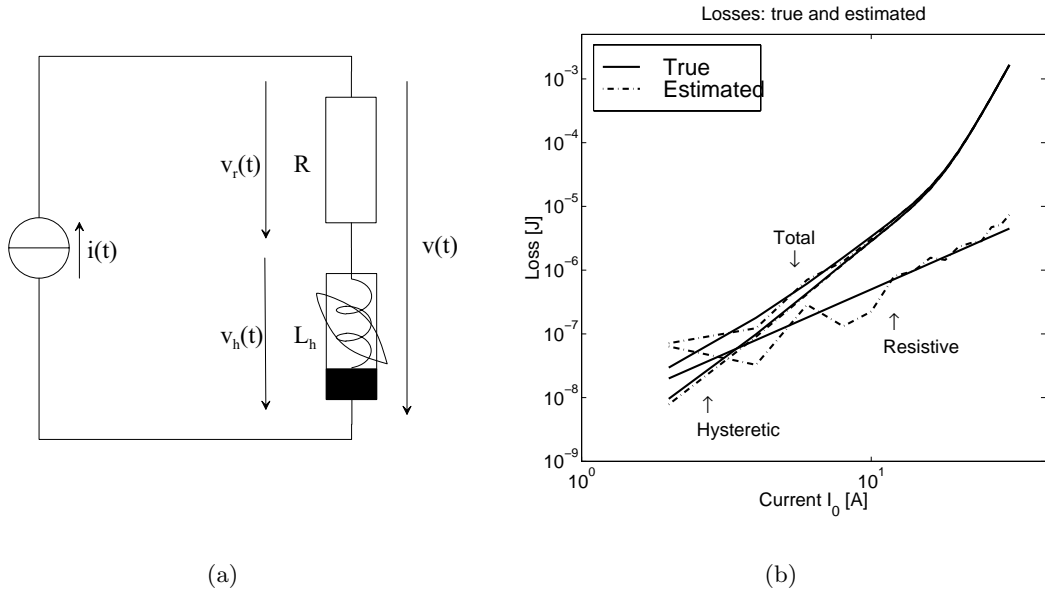 i(t)
v_r(t)
R
v_h(t)
L_h
v(t)
(a)
Losses: true and estimated
True
Estimated
Loss [J]
10^-3
10^-4
10^-5
10^-6
10^-7
10^-8
10^-9
Total
↓
↑
Resistive
↑
Hysteretic
10^0
10^1
Current I_0 [A]
(b)